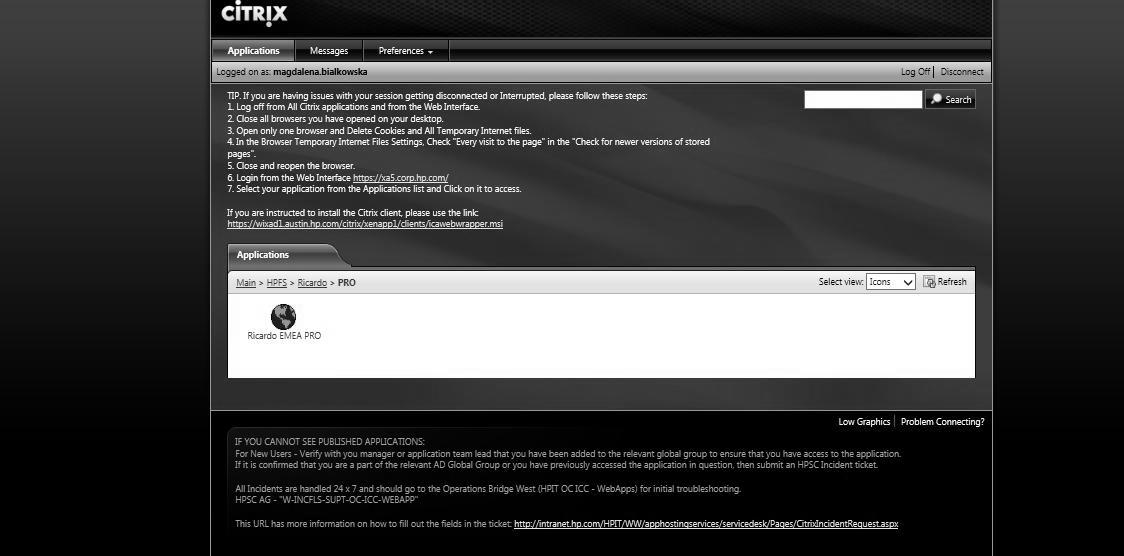 CITRIX
Applications Messages Preferences
Logged on as: magdalena.bialkowska Log Off Disconnect
TIP. If you are having issues with your session getting disconnected or Interrupted, please follow these steps:
1. Log off from All Citrix applications and from the Web Interface.
2. Close all browsers you have opened on your desktop.
3. Open only one browser and Delete Cookies and All Temporary Internet files.
4. In the Browser Temporary Internet Files Settings, Check "Every visit to the page" in the "Check for newer versions of stored
pages".
5. Close and reopen the browser.
6. Login from the Web Interface https://xa5.corp.hp.com/
7. Select your application from the Applications list and Click on it to access.
Search
If you are instructed to install the Citrix client, please use the link:
https://wixad1.austin.hp.com/citrix/xenapp1/clients/icawebwrapper.msi
Applications
Main > HPFS > Ricardo > PRO Select view: Icons Refresh
Ricardo EMEA PRO
Low Graphics Problem Connecting?
IF YOU CANNOT SEE PUBLISHED APPLICATIONS:
For New Users - Verify with you manager or application team lead that you have been added to the relevant global group to ensure that you have access to the application.
If it is confirmed that you are a part of the relevant AD Global Group or you have previously accessed the application in question, then submit an HPSC Incident ticket.
All Incidents are handled 24 x 7 and should go to the Operations Bridge West (HPIT OC ICC - WebApps) for initial troubleshooting.
HPSC AG - "W-INCFLS-SUPT-OC-ICC-WEBAPP"
This URL has more information on how to fill out the fields in the ticket: http://intranet.hp.com/HPIT/WW/apphostingservices/servicedesk/Pages/CitrixIncidentRequest.aspx